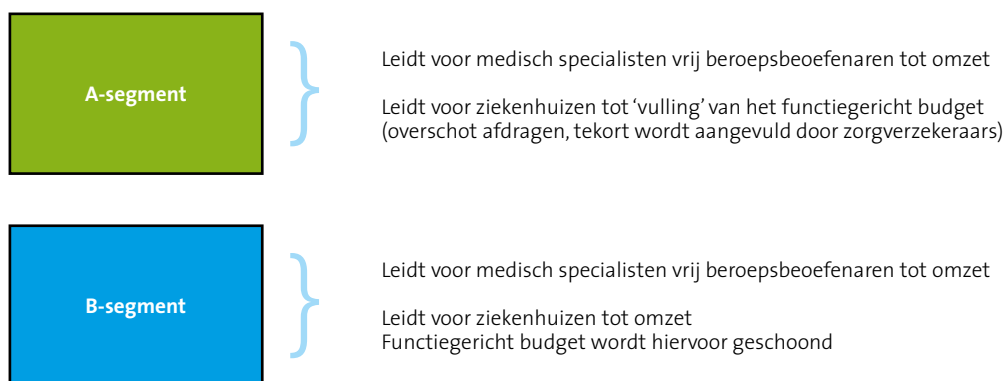 A-segment
Leidt voor medisch specialisten vrij beroepsbeoefenaren tot omzet
Leidt voor ziekenhuizen tot ‘vulling’ van het functiegericht budget
(overschot afdragen, tekort wordt aangevuld door zorgverzekeraars)
B-segment
Leidt voor medisch specialisten vrij beroepsbeoefenaren tot omzet
Leidt voor ziekenhuizen tot omzet
Functiegericht budget wordt hiervoor geschoond